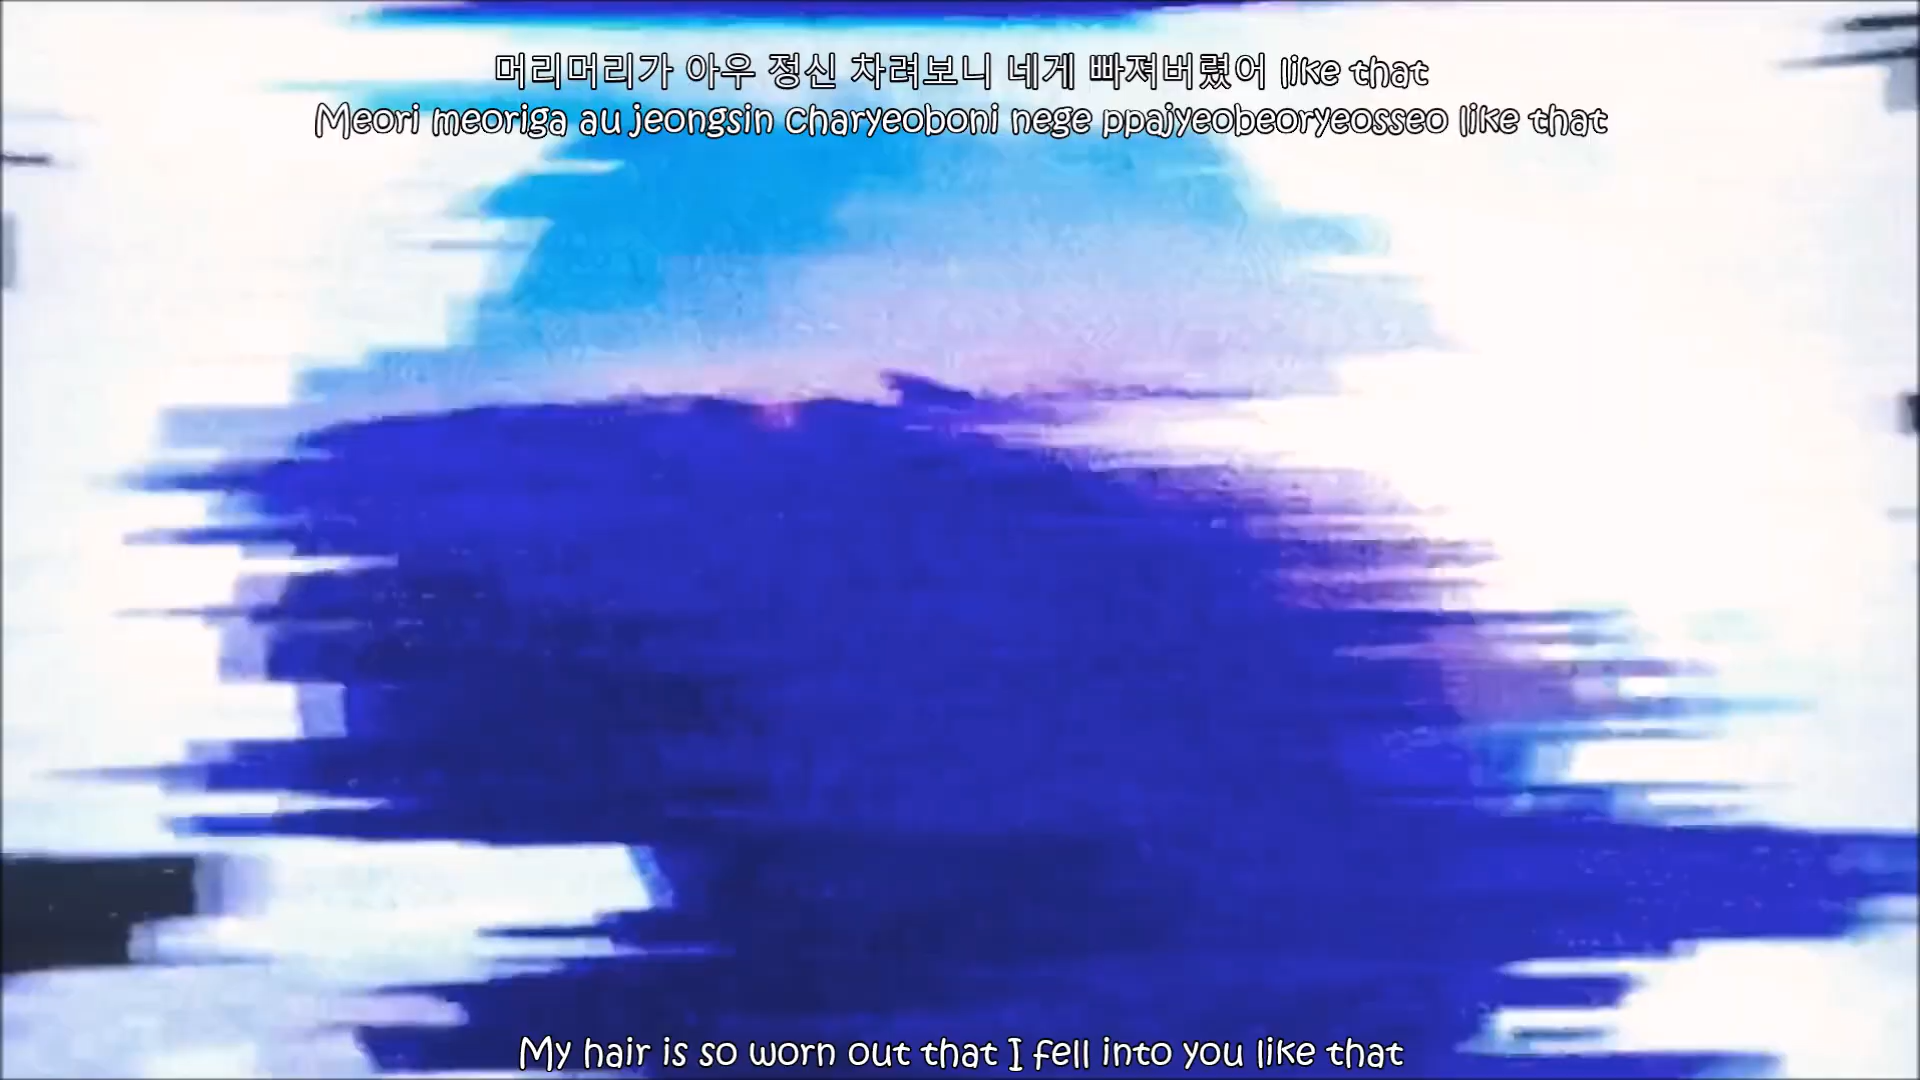 머리머리가 아우 정신 차려보니 네게 빠져버렸어 like that
Meori meoriga au jeongsin charyeoboni nege ppajyeobeoryeosseo like that
My hair is so worn out that I fell into you like that